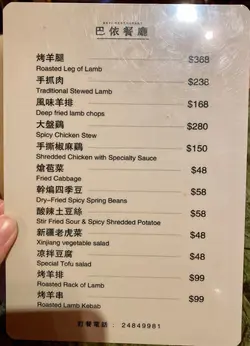 巴依餐廳
烤羊腿 $388
Roasted Leg of Lamb
手抓肉 $238
Traditional Stewed Lamb
風味羊排 $168
Deep fried lamb chops
大盤鷄 $280
Spicy Chicken Stew
手撕椒麻鷄 $150
Shredded Chicken with Specialty Sauce
熗苞菜 $48
Fried Cabbage
幹煸四季豆 $58
Dry-Fried Spicy Spring Beans
酸辣土豆絲 $58
Stir Fried Sour & Spicy Shredded Potatoe
新疆老虎菜 $48
Xinjiang vegetable salad
凉拌豆腐 $48
Special Tofu salad
烤羊排 $99
Roasted Rack of Lamb
烤羊串 $99
Roasted Lamb Kebab
訂餐電話 : 24849981